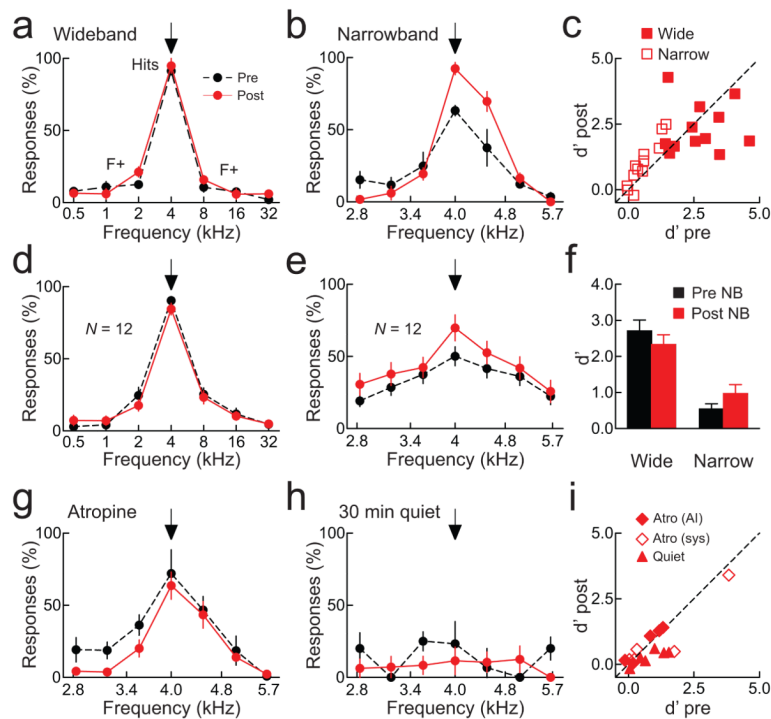 a Wideband
Responses (%)
100
50
0
Hits
F+
F+
Pre
Post
0.5 1 2 4 8 16 32
Frequency (kHz)
b Narrowband
Responses (%)
100
50
0
2.8 3.4 4.0 4.8 5.7
Frequency (kHz)
c
Wide
Narrow
d' post
5.0
2.5
0.0
0.0 2.5 5.0
d' pre
d
Responses (%)
100
50
0
N = 12
0.5 1 2 4 8 16 32
Frequency (kHz)
e
Responses (%)
100
50
0
N = 12
2.8 3.4 4.0 4.8 5.7
Frequency (kHz)
f
d'
4.0
3.0
2.0
1.0
0.0
Pre NB
Post NB
Wide Narrow
g Atropine
Responses (%)
100
50
0
2.8 3.4 4.0 4.8 5.7
Frequency (kHz)
h 30 min quiet
Responses (%)
100
50
0
2.8 3.4 4.0 4.8 5.7
Frequency (kHz)
i
Atro (AI)
Atro (sys)
Quiet
d' post
5.0
2.5
0.0
0.0 2.5 5.0
d' pre